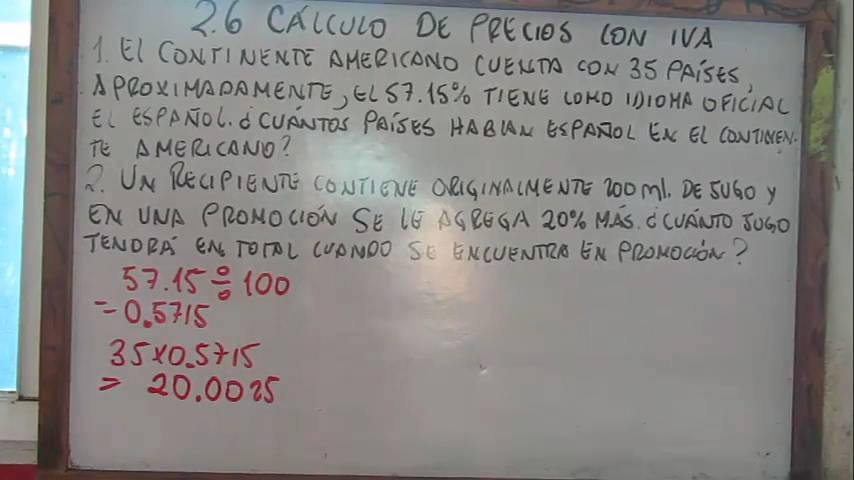 2.6 CÁLCULO DE PRECIOS CON IVA
1. EL CONTINENTE AMERICANO CUENTA CON 35 PAÍSES,
APROXIMADAMENTE, EL 57.15% TIENE COMO IDIOMA OFICIAL
EL ESPAÑOL. ¿CUÁNTOS PAÍSES HABLAN ESPAÑOL EN EL CONTINEN-
TE AMERICANO?
2. UN RECIPIENTE CONTIENE ORIGINALMENTE 200 ml. DE JUGO Y
EN UNA PROMOCIÓN SE LE AGREGA 20% MÁS. ¿CUÁNTO JUGO
TENDRÁ EN TOTAL CUANDO SE ENCUENTRA EN PROMOCIÓN?
57.15 ÷ 100
= 0.5715
35 x 0.5715
= 20.0025